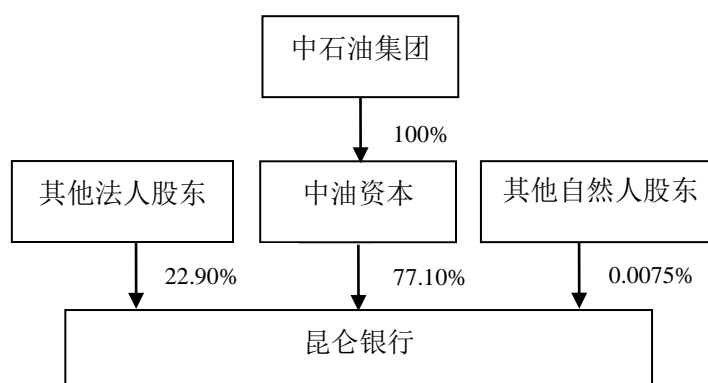 中石油集团
100%
其他法人股东
中油资本
其他自然人股东
22.90%
77.10%
0.0075%
昆仑银行